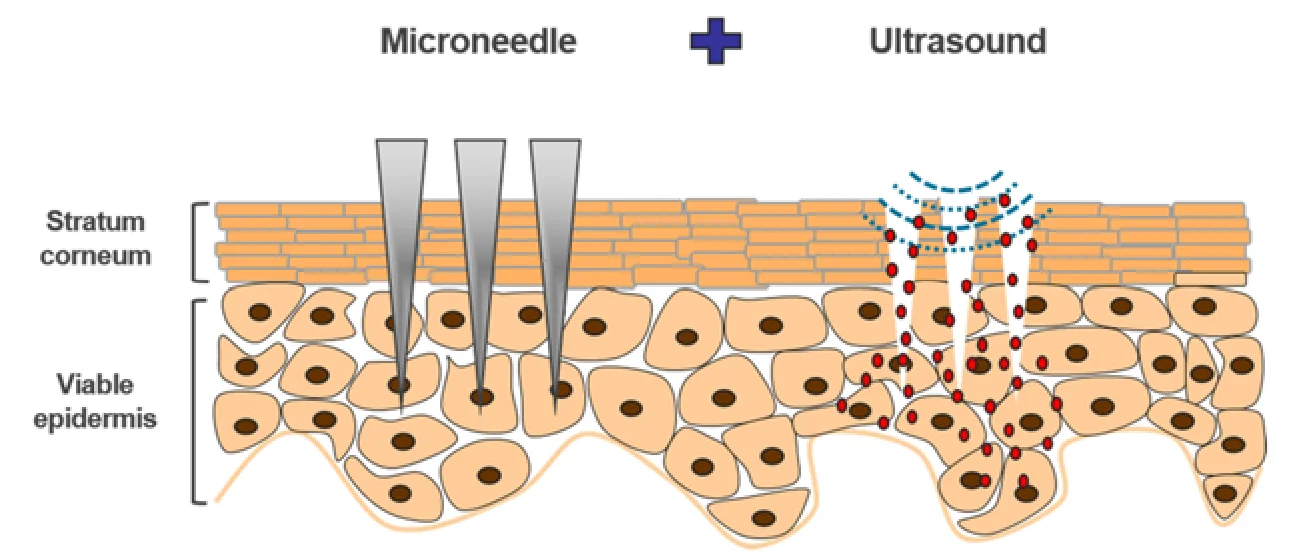 Microneedle
Ultrasound
Stratum
corneum
Viable
epidermis